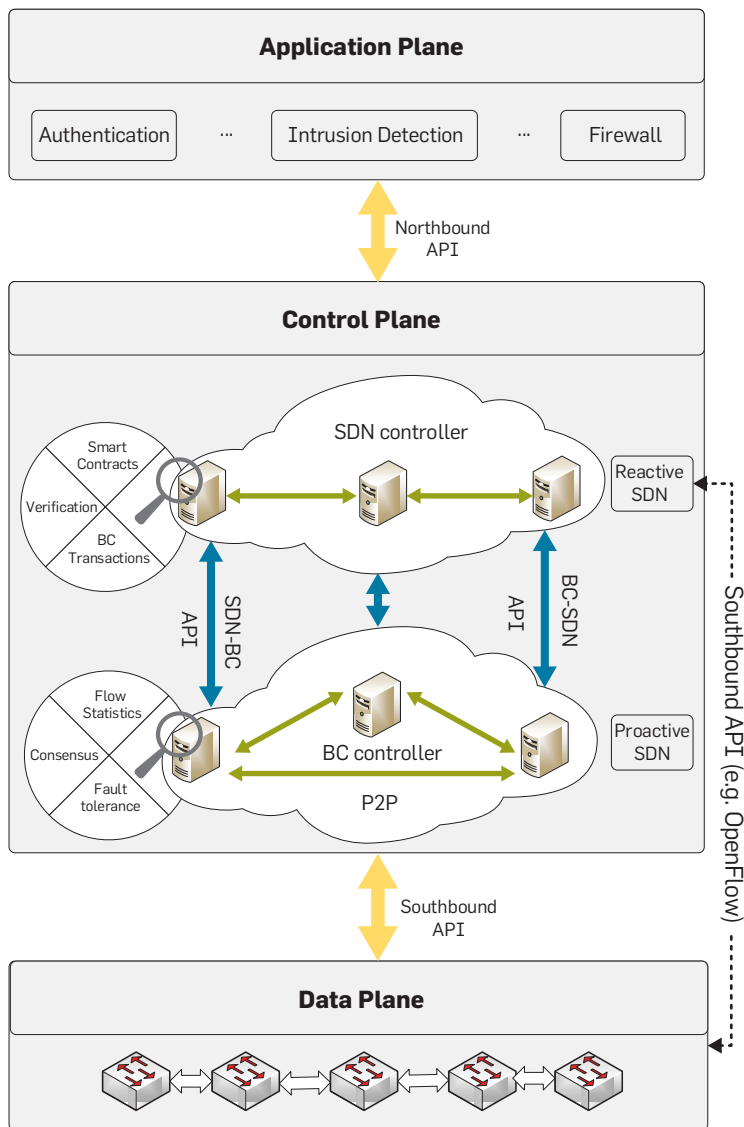 Application Plane
Authentication
...
Intrusion Detection
...
Firewall
Northbound
API
Control Plane
SDN controller
Smart
Contracts
Verification
BC
Transactions
Reactive
SDN
SDN-BC
API
BC-SDN
API
Flow
Statistics
Consensus
Fault
tolerance
BC controller
P2P
Proactive
SDN
Southbound API (e.g. OpenFlow)
Southbound
API
Data Plane